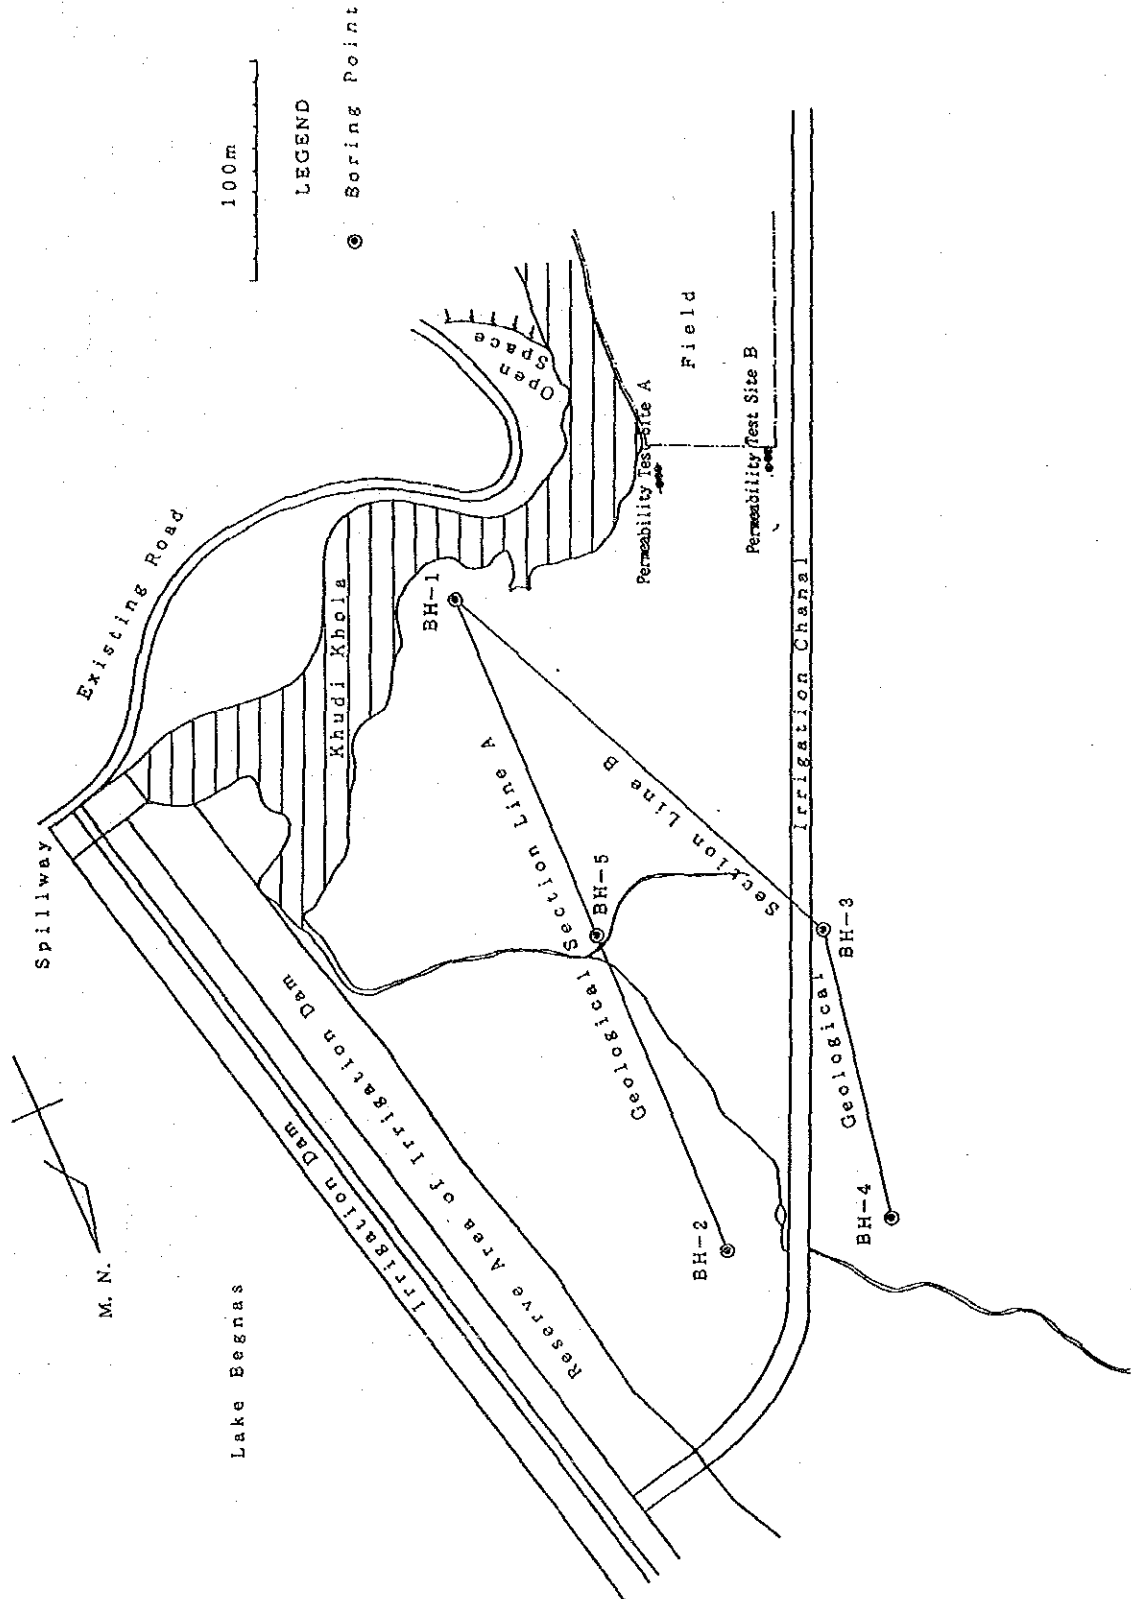 100m
LEGEND
Boring Point
Spillway
Existing Road
Khudi Khola
Open
Space
Field
Permeability Test Site A
Permeability Test Site B
BH-1
Geological Section Line A
Geological Section Line B
BH-5
BH-3
BH-4
BH-2
Irrigation Chanal
Reserve Area of Irrigation Dam
Irrigation Dam
M. N.
Lake Begnas